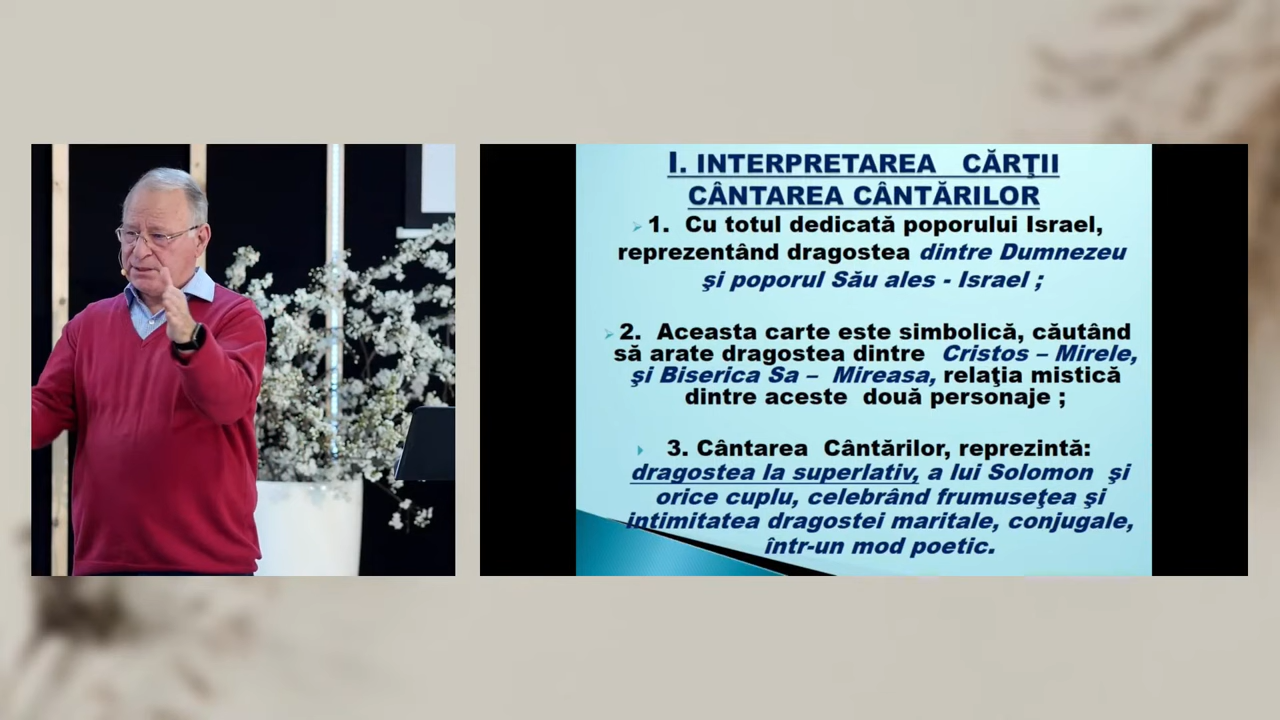 I. INTERPRETAREA CĂRŢII
CÂNTAREA CÂNTĂRILOR
1. Cu totul dedicată poporului Israel,
reprezentând dragostea dintre Dumnezeu
şi poporul Său ales - Israel ;
2. Aceasta carte este simbolică, căutând
să arate dragostea dintre Cristos – Mirele,
şi Biserica Sa – Mireasa, relaţia mistică
dintre aceste două personaje ;
3. Cântarea Cântărilor, reprezintă:
dragostea la superlativ, a lui Solomon şi
orice cuplu, celebrând frumuseţea şi
intimitatea dragostei maritale, conjugale,
într-un mod poetic.